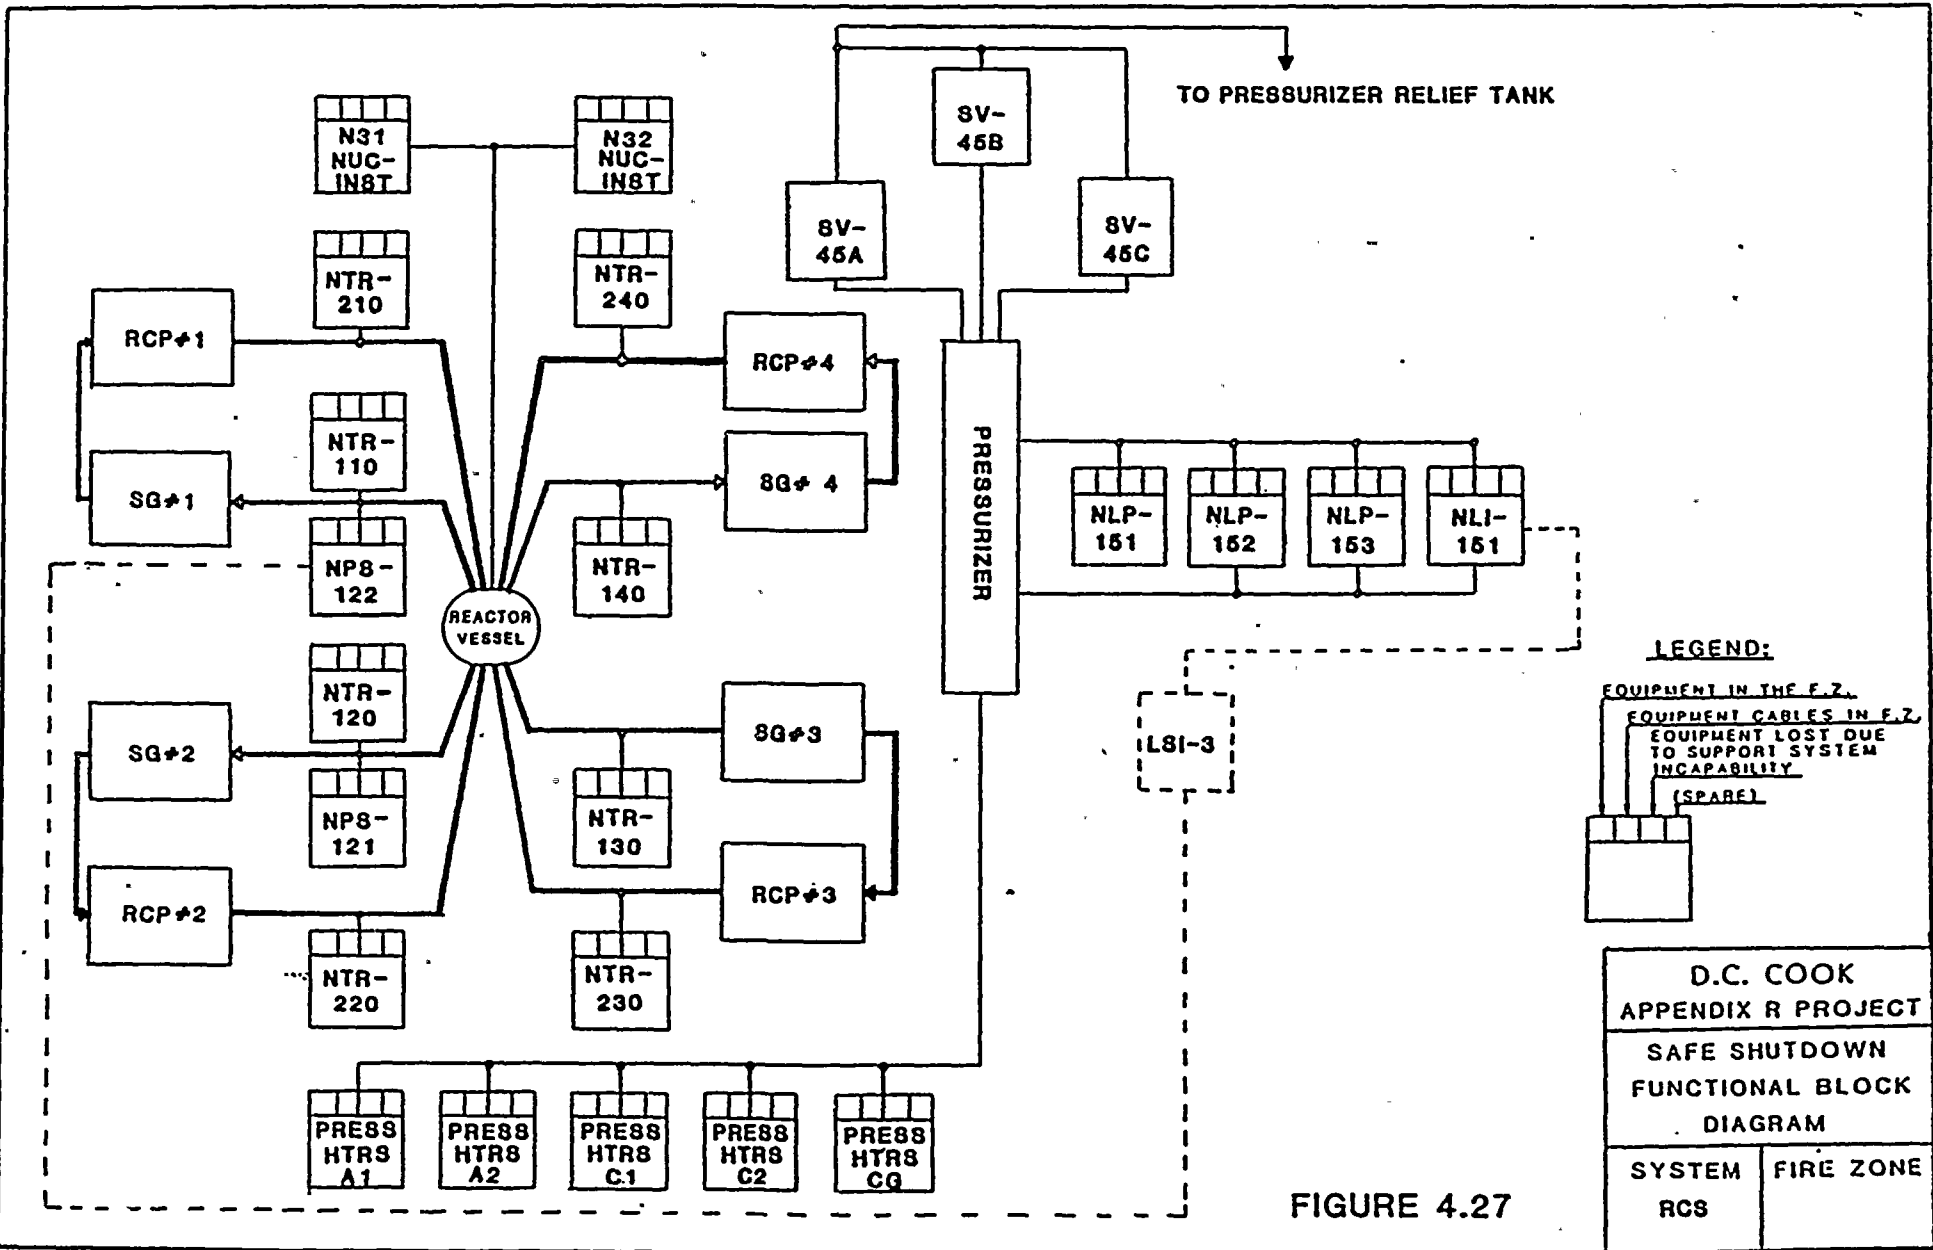 TO PRESSURIZER RELIEF TANK
SV-
45B
SV-
45A
SV-
45C
N31
NUC-
INST
N32
NUC-
INST
NTR-
210
NTR-
240
RCP#1
RCP#4
NTR-
110
SG#1
SG# 4
NPS-
122
NTR-
140
REACTOR
VESSEL
PRESSURIZER
NLP-
151
NLP-
152
NLP-
153
NLI-
151
NTR-
120
SG#2
SG#3
NPS-
121
NTR-
130
LSI-3
RCP#2
RCP#3
NTR-
220
NTR-
230
PRESS
HTRS
A1
PRESS
HTRS
A2
PRESS
HTRS
C1
PRESS
HTRS
C2
PRESS
HTRS
CG
LEGEND:
EQUIPMENT IN THE F.Z.
EQUIPMENT CABLES IN F.Z.
EQUIPMENT LOST DUE
TO SUPPORT SYSTEM
INCAPABILITY
(SPARE)
D.C. COOK
APPENDIX R PROJECT
SAFE SHUTDOWN
FUNCTIONAL BLOCK
DIAGRAM
SYSTEM
RCS
FIRE ZONE
FIGURE 4.27